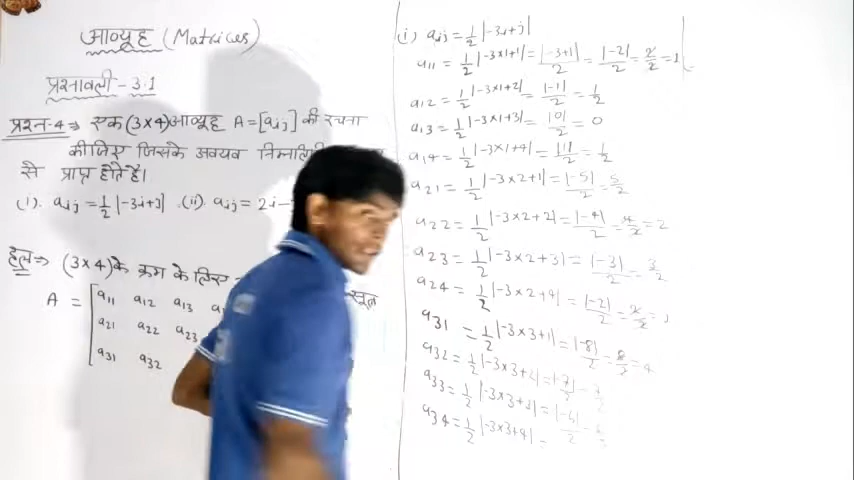 आव्यूह (Matrices)
प्रश्नावली - 3.1
प्रश्न-4 ⇒ एक (3×4) आव्यूह A = [aij] की रचना
कीजिए जिसके अवयव
से प्राप्त होते हैं।
(i). aij = 1/2 |-3i+j| (ii). aij = 2i-
हल ⇒ (3×4) के क्रम के लिए
A = [a11 a12 a13
a21 a22 a23
a31 a32
(i) aij = 1/2 |-3i+j|
a11 = 1/2 |-3×1+1| = |-3+1|/2 = |-2|/2 = 2/2 = 1
a12 = 1/2 |-3×1+2| = |-1|/2 = 1/2
a13 = 1/2 |-3×1+3| = |0|/2 = 0
a14 = 1/2 |-3×1+4| = |1|/2 = 1/2
a21 = 1/2 |-3×2+1| = |-5|/2 = 5/2
a22 = 1/2 |-3×2+2| = |-4|/2 = 4/2 = 2
a23 = 1/2 |-3×2+3| = |-3|/2 = 3/2
a24 = 1/2 |-3×2+4| = |-2|/2 = 2/2 = 1
a31 = 1/2 |-3×3+1| = |-8|/2 = 8/2 = 4
a32 = 1/2 |-3×3+2| = |-7|/2 = 7/2
a33 = 1/2 |-3×3+3| = |-6|/2 =
a34 = 1/2 |-3×3+4| =